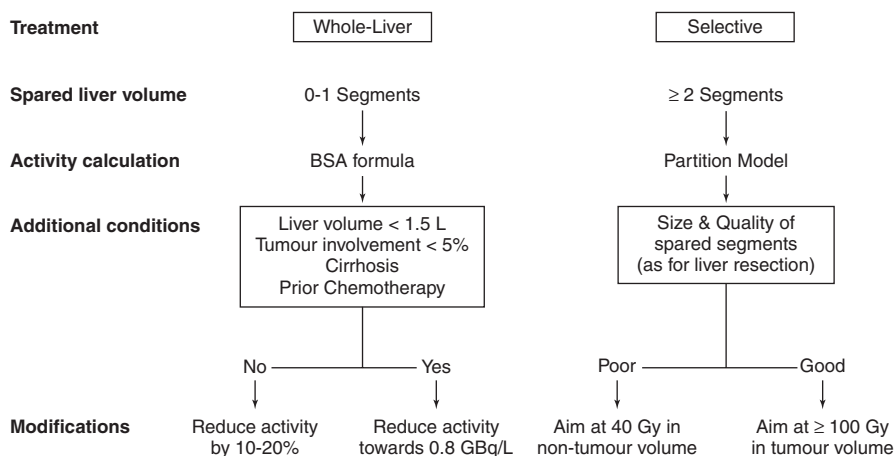 Treatment Whole-Liver Selective
Spared liver volume 0-1 Segments ≥ 2 Segments
Activity calculation BSA formula Partition Model
Additional conditions
Liver volume < 1.5 L
Tumour involvement < 5%
Cirrhosis
Prior Chemotherapy
Size & Quality of
spared segments
(as for liver resection)
No Yes Poor Good
Modifications
Reduce activity
by 10-20%
Reduce activity
towards 0.8 GBq/L
Aim at 40 Gy in
non-tumour volume
Aim at ≥ 100 Gy
in tumour volume